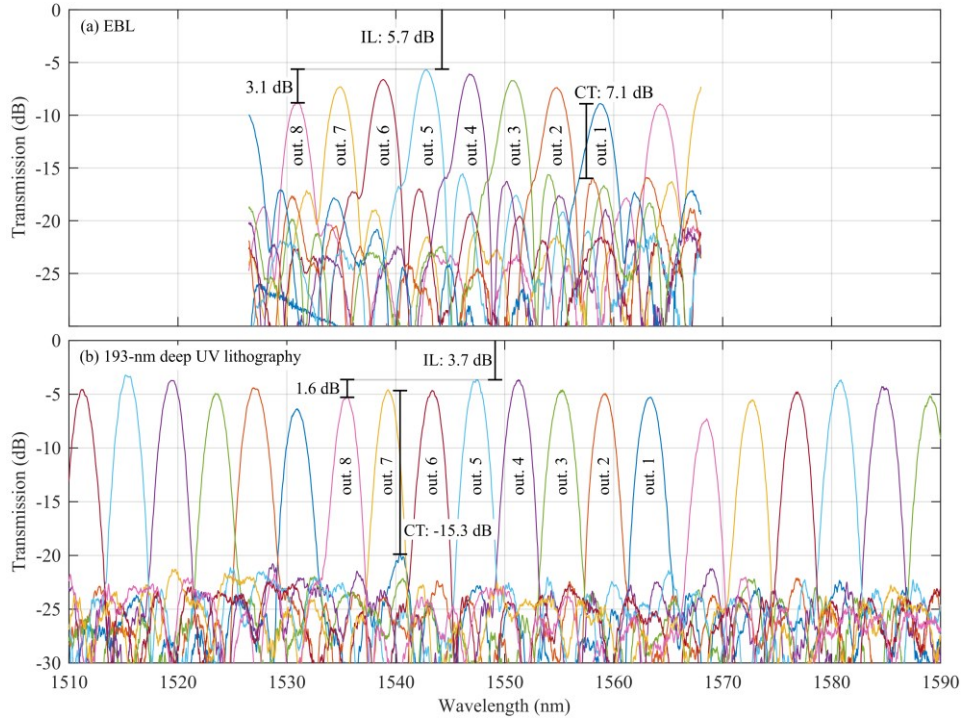 0
(a) EBL
IL: 5.7 dB
-5
3.1 dB
CT: 7.1 dB
-10
out. 8
out. 7
out. 6
out. 5
out. 4
out. 3
out. 2
out. 1
-15
-20
-25
Transmission (dB)
0
(b) 193-nm deep UV lithography
IL: 3.7 dB
1.6 dB
-5
-10
out. 8
out. 7
out. 6
out. 5
out. 4
out. 3
out. 2
out. 1
-15
CT: -15.3 dB
-20
-25
-30
Transmission (dB)
1510 1520 1530 1540 1550 1560 1570 1580 1590
Wavelength (nm)